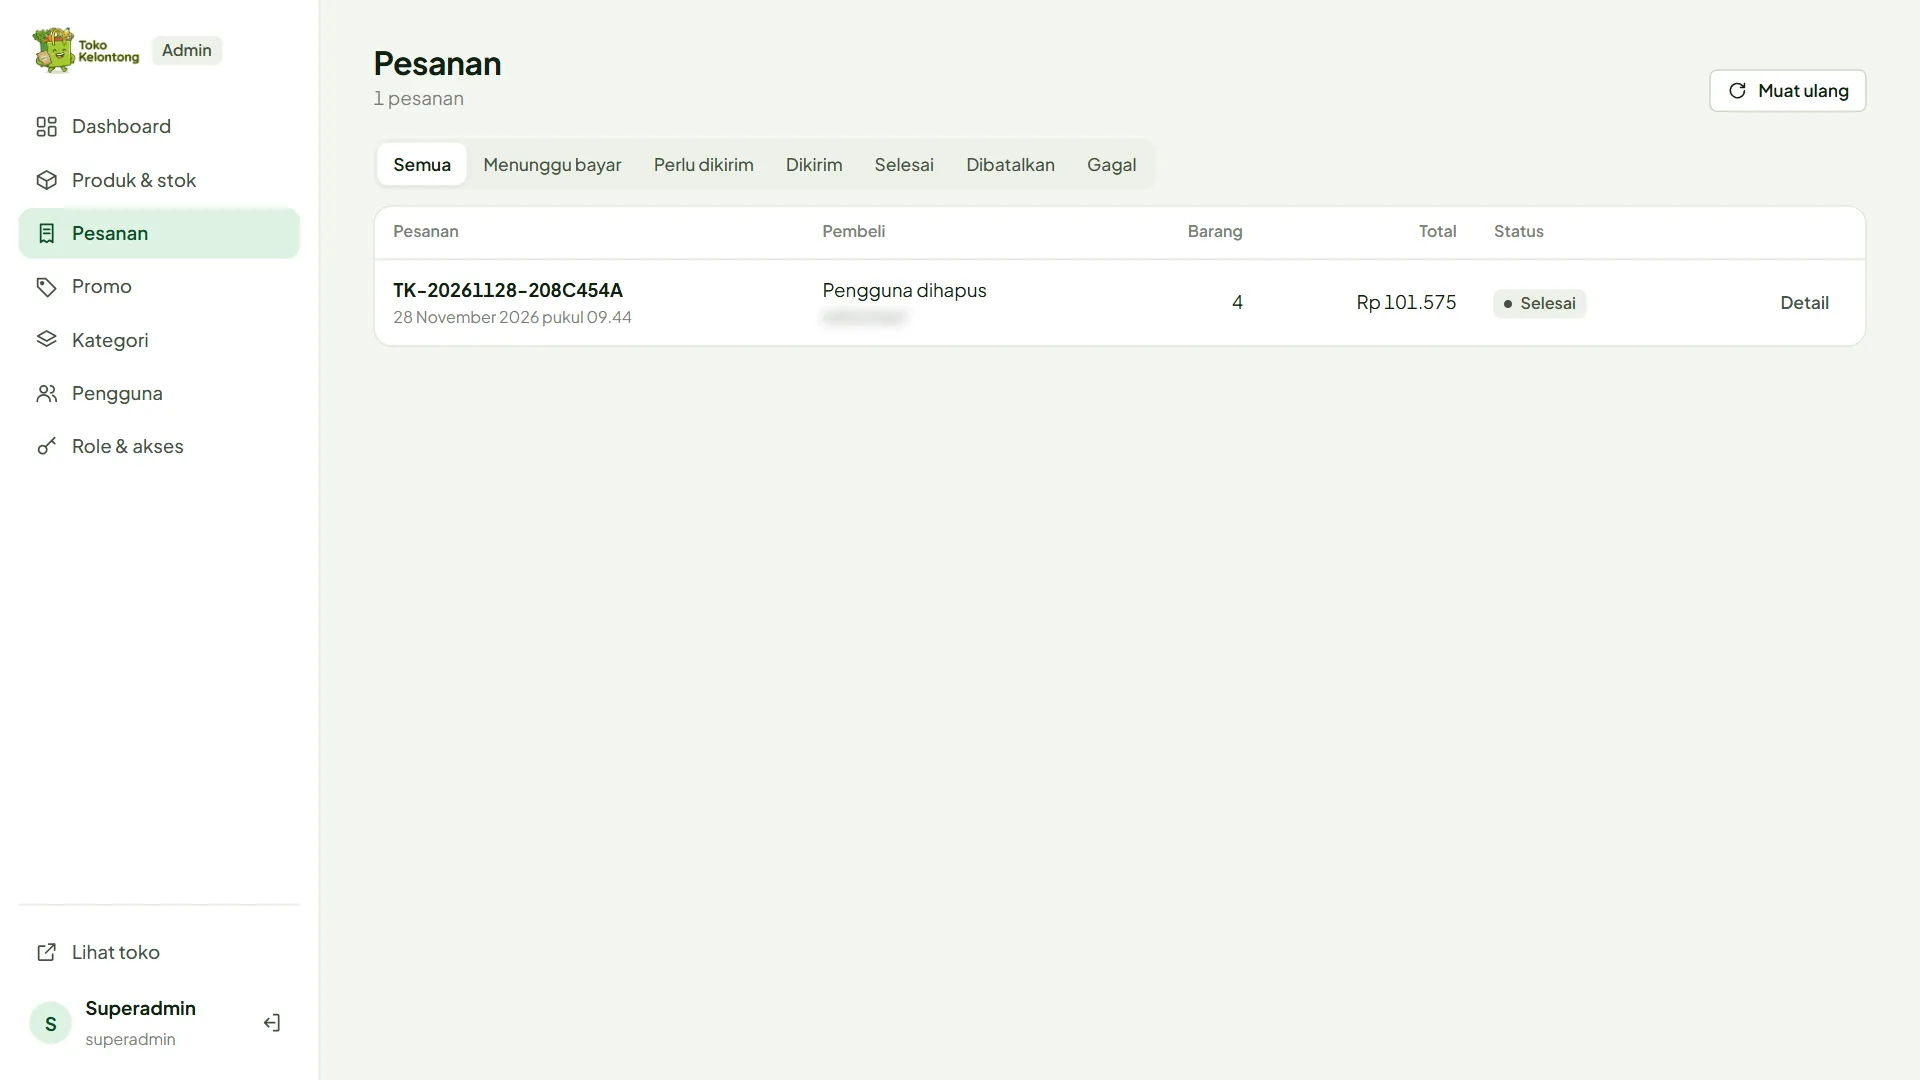 Toko
Kelontong
Admin
Dashboard
Produk & stok
Pesanan
Promo
Kategori
Pengguna
Role & akses
Lihat toko
S
Superadmin
superadmin
Pesanan
1 pesanan
Muat ulang
Semua Menunggu bayar Perlu dikirim Dikirim Selesai Dibatalkan Gagal
Pesanan Pembeli Barang Total Status
TK-20261128-208C454A Pengguna dihapus 4 Rp 101.575 Selesai Detail
28 November 2026 pukul 09.44